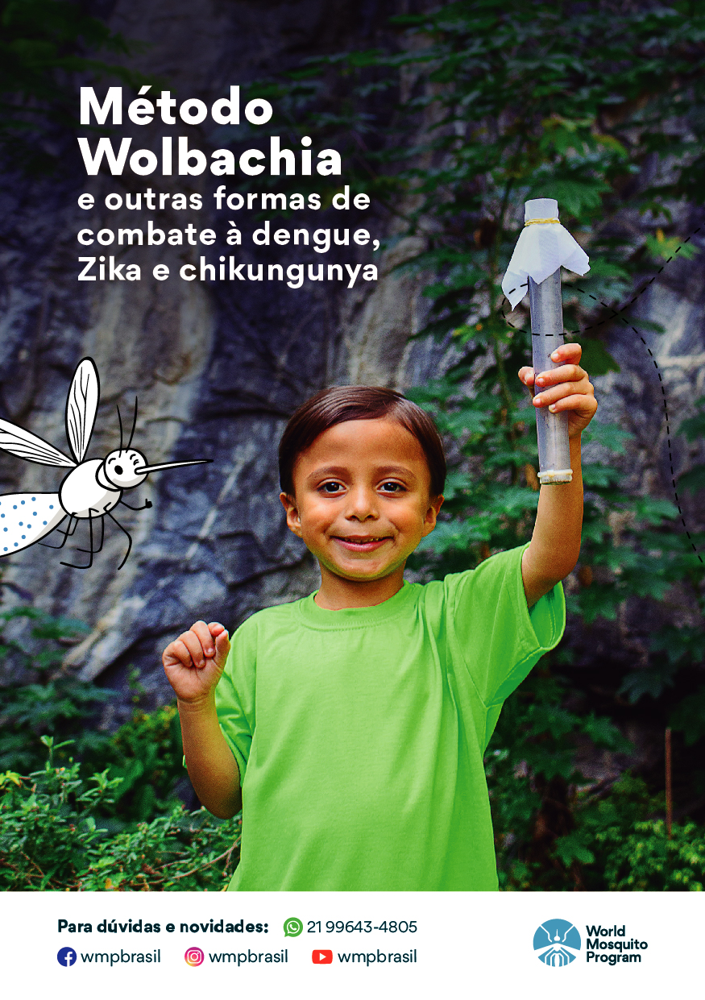 Método
Wolbachia
e outras formas de
combate à dengue,
Zika e chikungunya
Para dúvidas e novidades: 21 99643-4805
wmpbrasil wmpbrasil wmpbrasil
World
Mosquito
Program